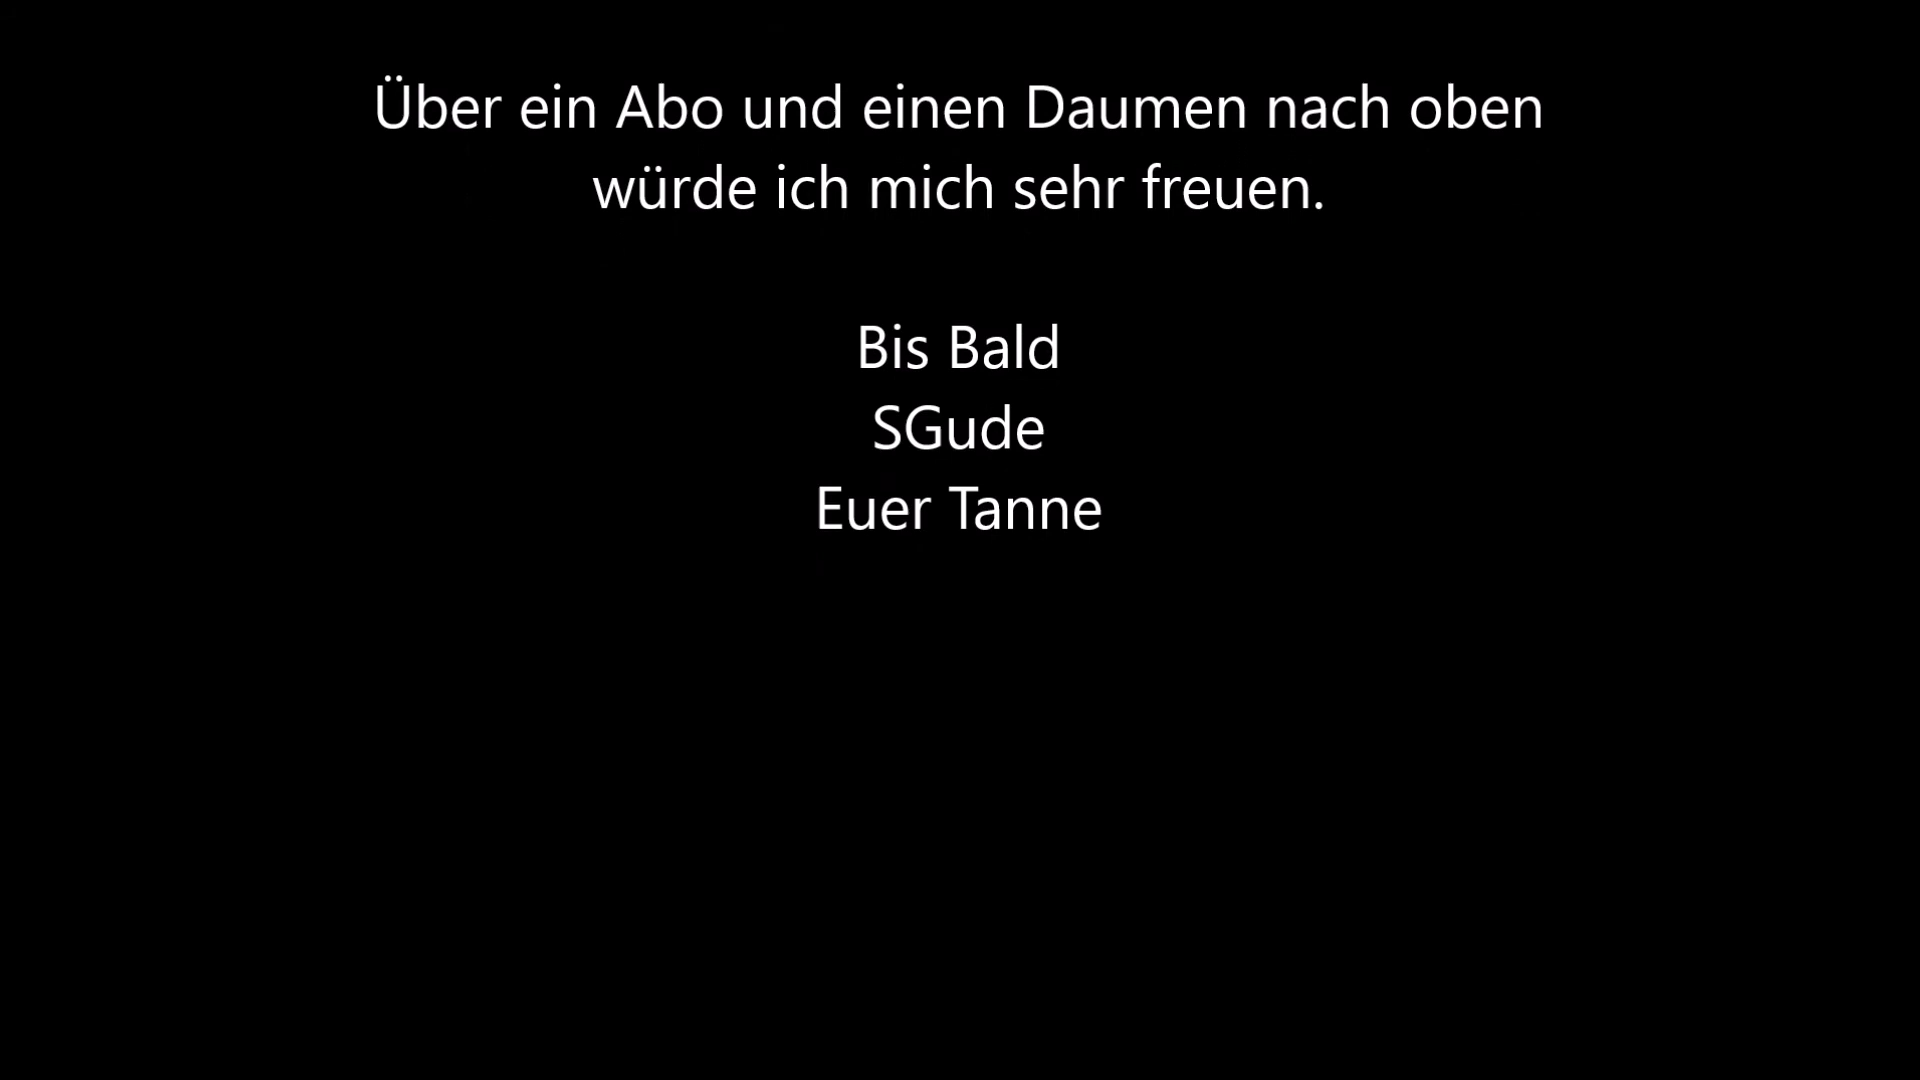 Über ein Abo und einen Daumen nach oben
würde ich mich sehr freuen.
Bis Bald
SGude
Euer Tanne